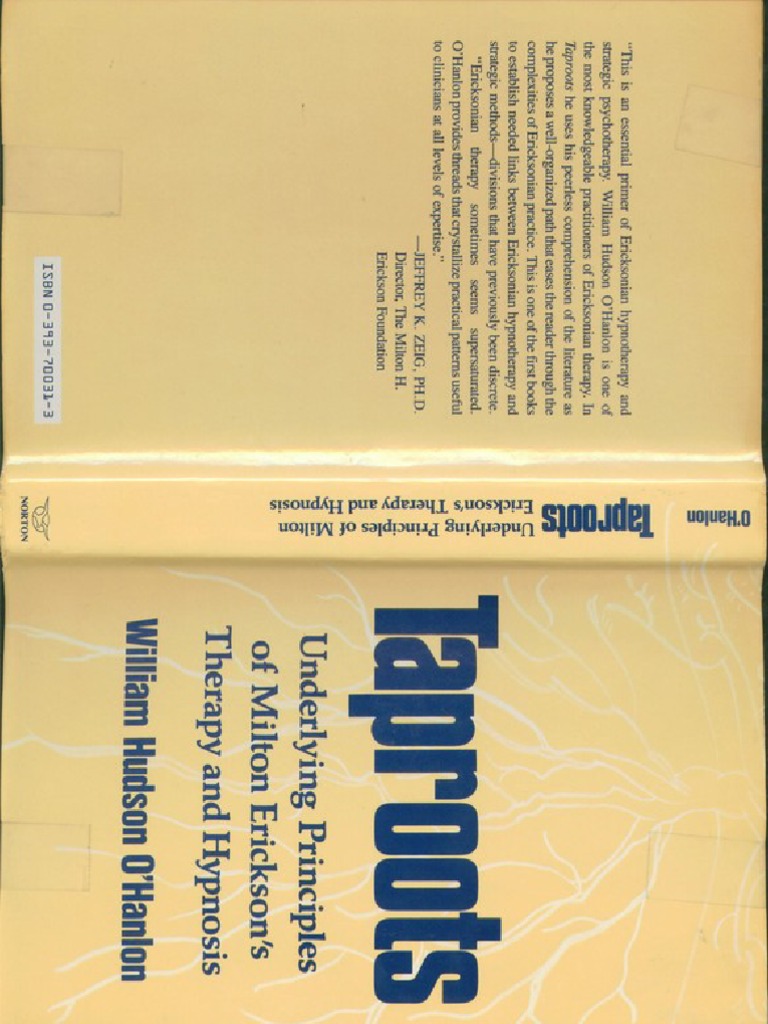 "This is an essential primer of Ericksonian hypnotherapy and
strategic psychotherapy. William Hudson O'Hanlon is one of
the most knowledgeable practitioners of Ericksonian therapy. In
Taproots he uses his peerless comprehension of the literature as
he proposes a well-organized path that eases the reader through the
complexities of Ericksonian practice. This is one of the first books
to establish needed links between Ericksonian hypnotherapy and
strategic methods—divisions that have previously been discrete.
"Ericksonian therapy sometimes seems supersaturated.
O'Hanlon provides threads that crystallize practical patterns useful
to clinicians at all levels of expertise."
—JEFFREY K. ZEIG, PH.D.
Director, The Milton H.
Erickson Foundation
ISBN 0-393-70031-3
O'Hanlon
Taproots
Underlying Principles of Milton
Erickson's Therapy and Hypnosis
NORTON
Taproots
Underlying Principles
of Milton Erickson's
Therapy and Hypnosis
William Hudson O'Hanlon